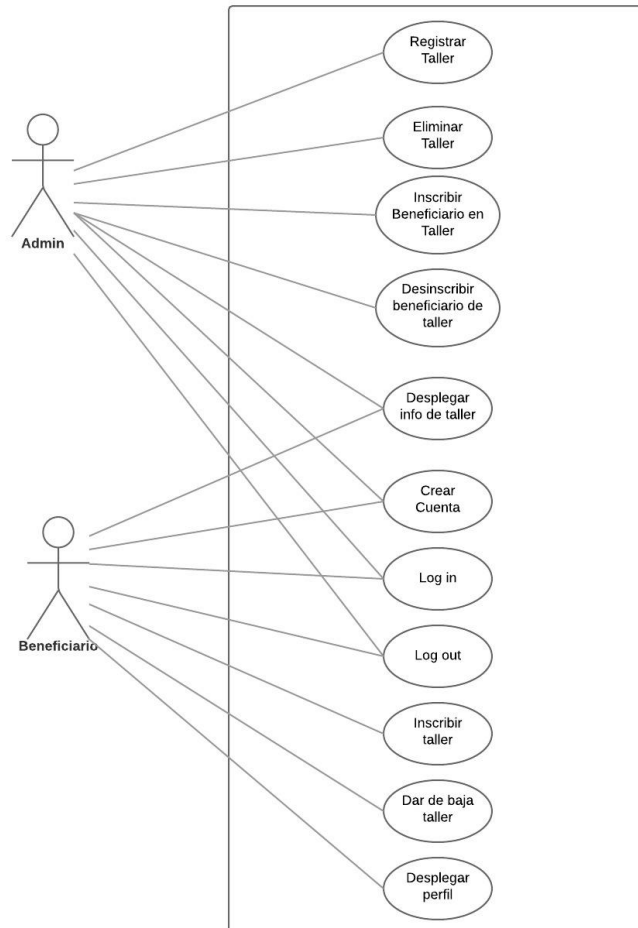 Registrar
Taller
Eliminar
Taller
Inscribir
Beneficiario en
Taller
Admin
Desinscribir
beneficiario de
taller
Desplegar
info de taller
Crear
Cuenta
Log in
Beneficiario
Log out
Inscribir
taller
Dar de baja
taller
Desplegar
perfil